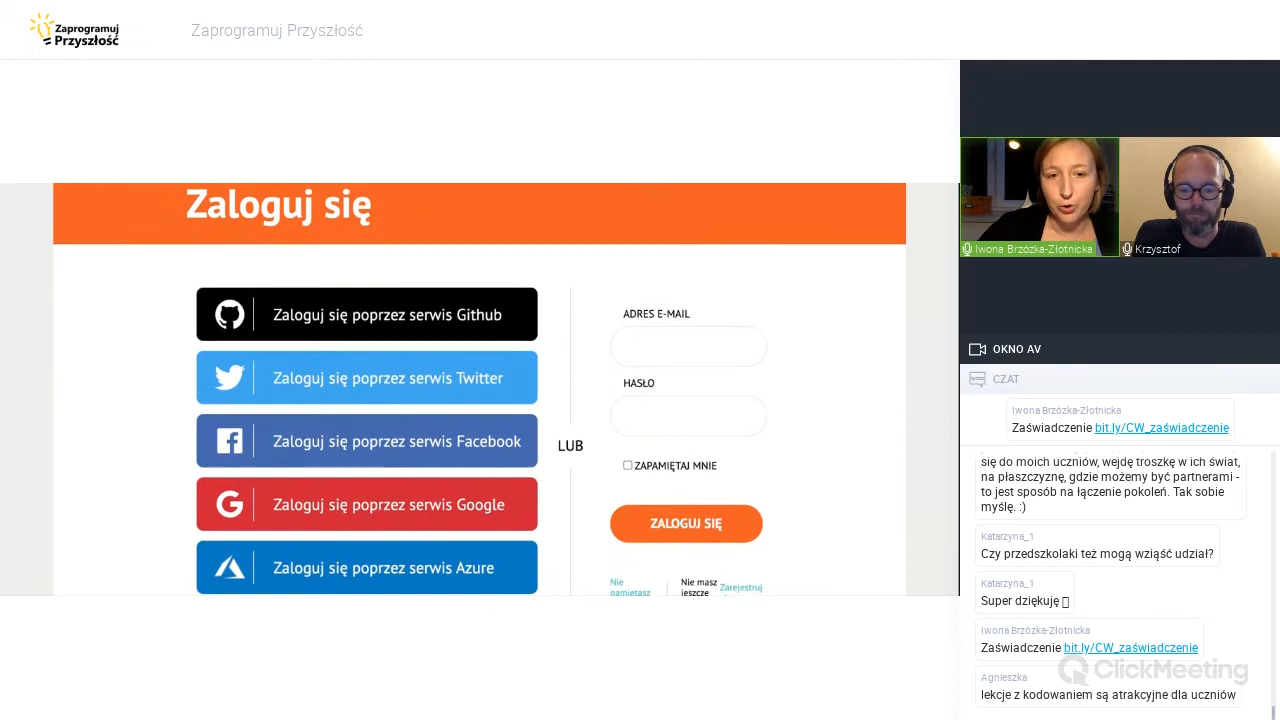 Zaprogramuj
Przyszłość
Zaprogramuj Przyszłość
Zaloguj się
Zaloguj się poprzez serwis Github
Zaloguj się poprzez serwis Twitter
Zaloguj się poprzez serwis Facebook
Zaloguj się poprzez serwis Google
Zaloguj się poprzez serwis Azure
LUB
ADRES E-MAIL
HASŁO
ZAPAMIĘTAJ MNIE
ZALOGUJ SIĘ
Nie
pamiętasz
Nie masz
jeszcze
Zarejestruj
Iwona Brzózka-Złotnicka
Krzysztof
OKNO AV
CZAT
Iwona Brzózka-Złotnicka
Zaświadczenie bit.ly/CW_zaświadczenie
się do moich uczniów, wejdę troszkę w ich świat,
na płaszczyznę, gdzie możemy być partnerami -
to jest sposób na łączenie pokoleń. Tak sobie
myślę. :)
Katarzyna_1
Czy przedszkolaki też mogą wziąść udział?
Katarzyna_1
Super dziękuję
Iwona Brzózka-Złotnicka
Zaświadczenie bit.ly/CW_zaświadczenie
ClickMeeting
Agnieszka
lekcje z kodowaniem są atrakcyjne dla uczniów